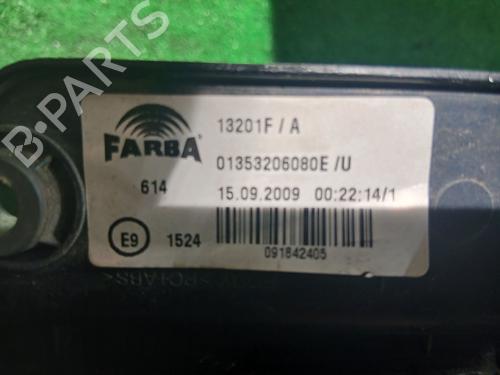 13201F / A
FARBA
01353206080E /U
614
15.09.2009 00:22:14/1
E9 1524
091842405
B-PARTS